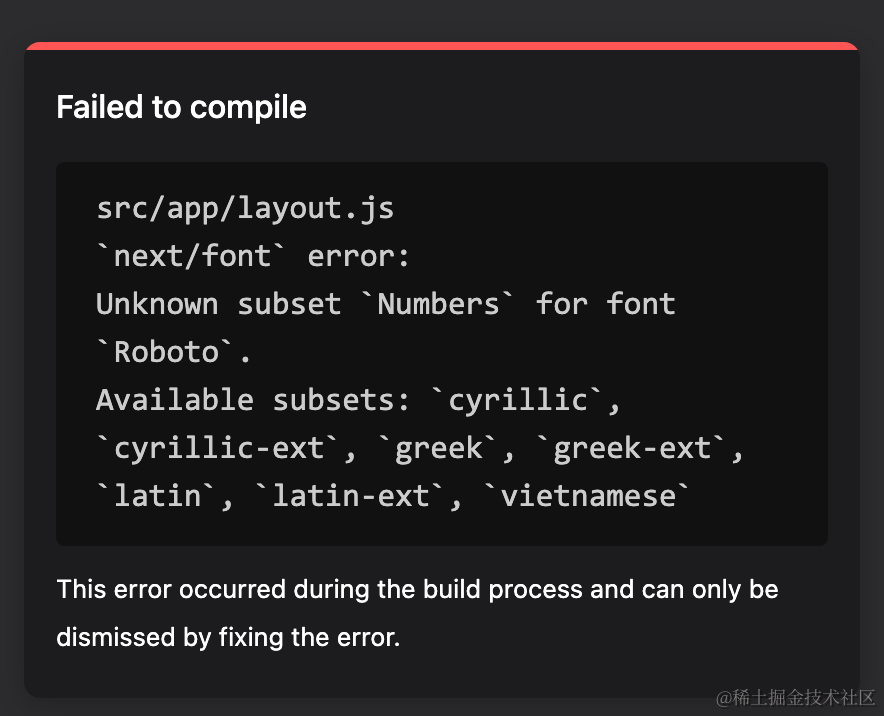 Failed to compile
src/app/layout.js
`next/font` error:
Unknown subset `Numbers` for font
`Roboto`.
Available subsets: `cyrillic`,
`cyrillic-ext`, `greek`, `greek-ext`,
`latin`, `latin-ext`, `vietnamese`
This error occurred during the build process and can only be
dismissed by fixing the error.
@稀土掘金技术社区